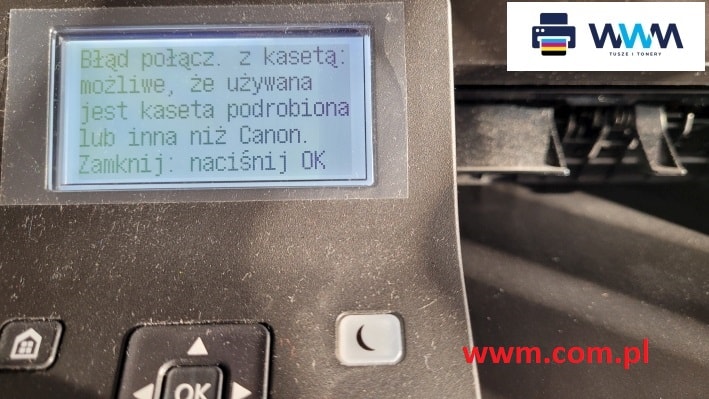 Błąd połącz. z kasetą:
możliwe, że używana
jest kaseta podrobiona
lub inna niż Canon.
Zamknij: naciśnij OK
WWM
TUSZE I TONERY
OK
wwm.com.pl